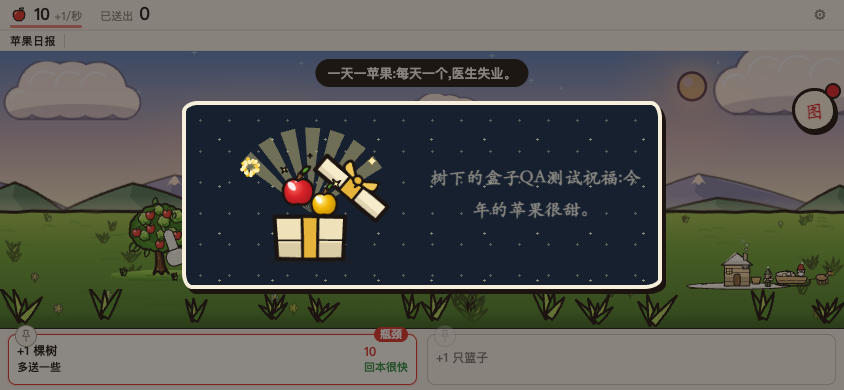 10 +1/秒 已送出 0
苹果日报
一天一苹果:每天一个,医生失业。
图
树下的盒子QA测试祝福:今
年的苹果很甜。
瓶颈
+1 棵树 10
多送一些 回本很快
+1 只篮子